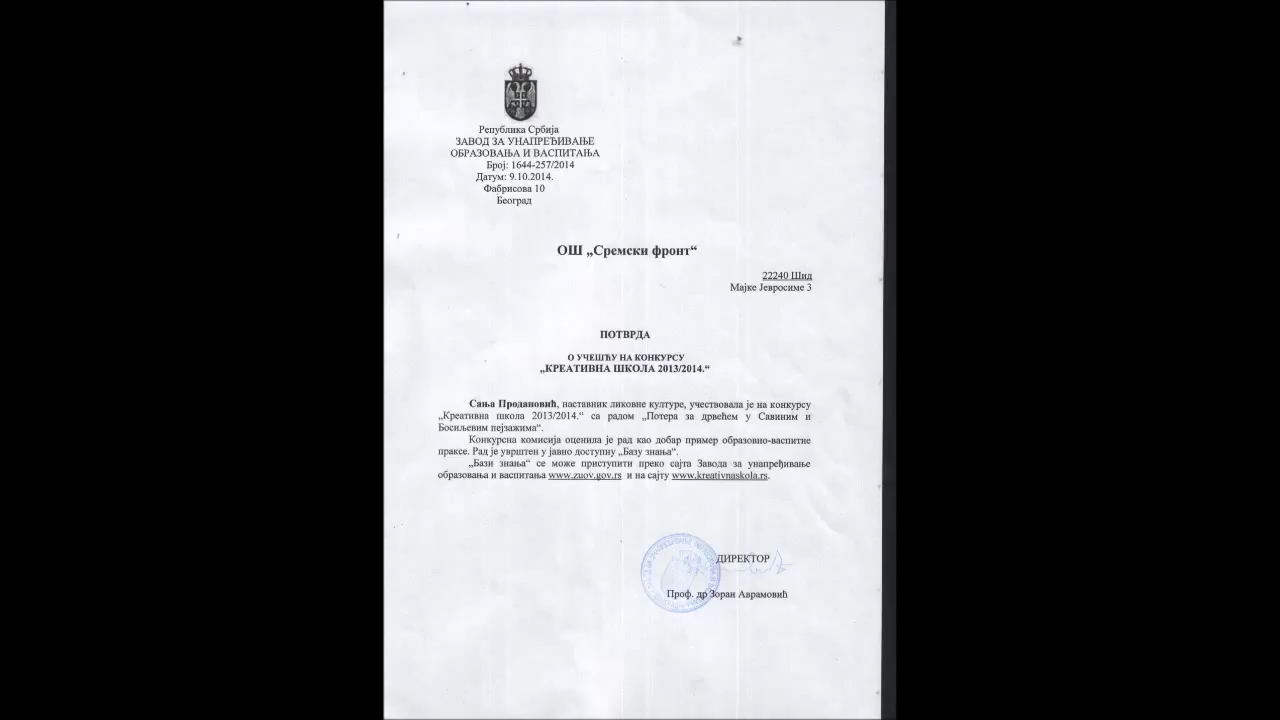 Република Србија
ЗАВОД ЗА УНАПРЕЂИВАЊЕ
ОБРАЗОВАЊА И ВАСПИТАЊА
Број: 1644-257/2014
Датум: 9.10.2014.
Фабрисова 10
Београд
ОШ „Сремски фронт“
22240 Шид
Мајке Јевросиме 3
ПОТВРДА
О УЧЕШЋУ НА КОНКУРСУ
„КРЕАТИВНА ШКОЛА 2013/2014.“
Сања Продановић, наставник ликовне културе, учествовала је на конкурсу
„Креативна школа 2013/2014.“ са радом „Потера за дрвећем у Савиним и
Босиљевим пејзажима“.
Конкурсна комисија оценила је рад као добар пример образовно-васпитне
праксе. Рад је уврштен у јавно доступну „Базу знања“.
„Бази знања“ се може приступити преко сајта Завода за унапређивање
образовања и васпитања www.zuov.gov.rs и на сајту www.kreativnaskola.rs.
ДИРЕКТОР
Проф. др Зоран Аврамовић